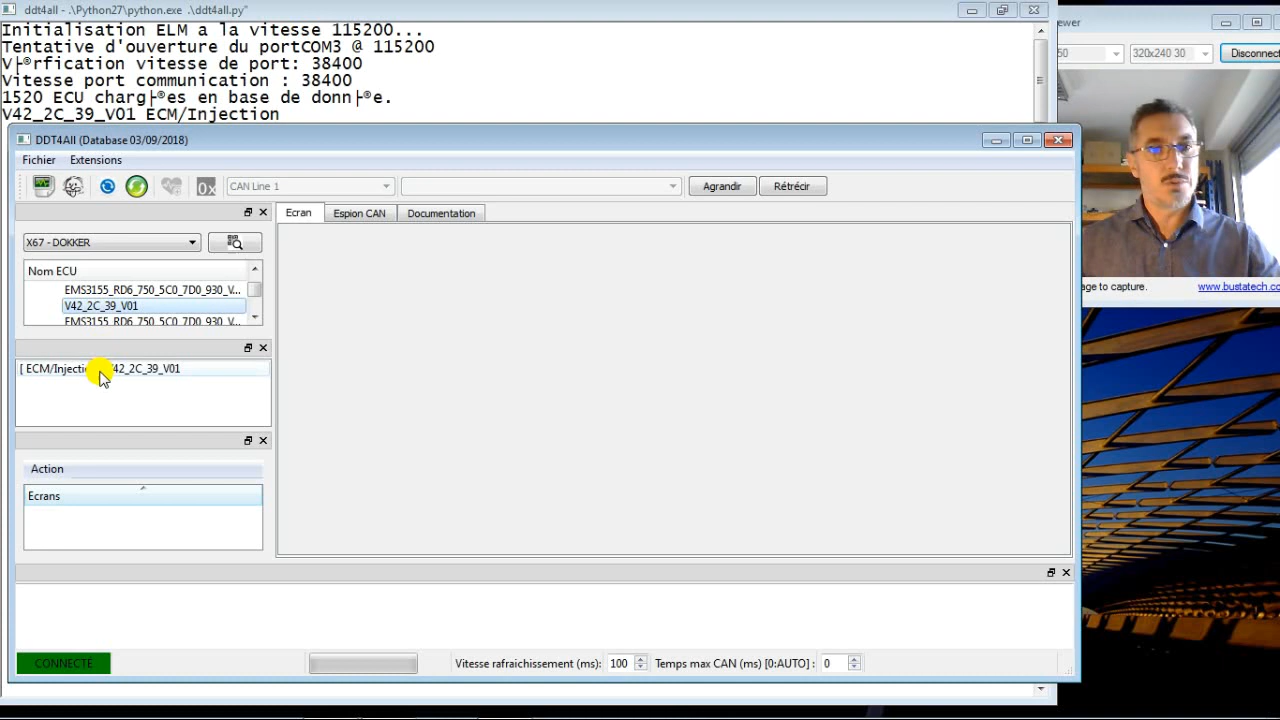 ddt4all - .\Python27\python.exe .\ddt4all.py"
Initialisation ELM a la vitesse 115200...
Tentative d'ouverture du portCOM3 @ 115200
V├®rfication vitesse de port: 38400
Vitesse port communication : 38400
1520 ECU charg├®es en base de donn├®e.
V42_2C_39_V01 ECM/Injection
ewer
50
320x240 30
Disconnect
age to capture.
www.bustatech.co
DDT4All (Database 03/09/2018)
Fichier Extensions
0x
CAN Line 1
Agrandir
Rétrécir
Ecran
Espion CAN
Documentation
X67 - DOKKER
Nom ECU
EMS3155_RD6_750_5C0_7D0_930_V...
V42_2C_39_V01
EMS3155_RD6_750_5C0_7D0_930_V...
[ ECM/Injecti 42_2C_39_V01
Action
Ecrans
CONNECTÉ
Vitesse rafraichissement (ms): 100
Temps max CAN (ms) [0:AUTO] : 0